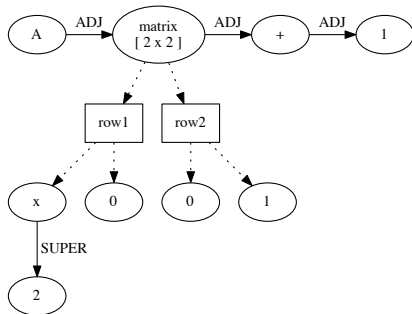 ADJ ADJ ADJ
A matrix + 1
[ 2 x 2 ]
row1 row2
x 0 0 1
SUPER
2